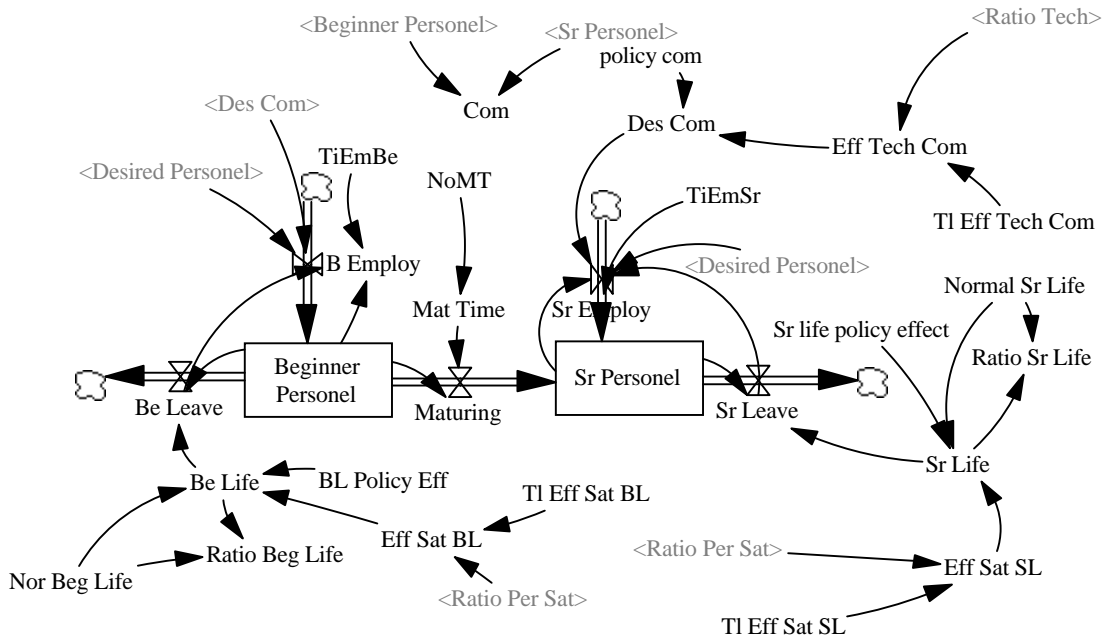 <Beginner Personel>
<Sr Personel>
<Ratio Tech>
policy com
<Des Com>
Com
Des Com
Eff Tech Com
TiEmBe
<Desired Personel>
NoMT
TiEmSr
Tl Eff Tech Com
B Employ
<Desired Personel>
Normal Sr Life
Mat Time
Sr Employ
Sr life policy effect
Ratio Sr Life
Beginner
Personel
Sr Personel
Be Leave
Maturing
Sr Leave
Sr Life
Be Life
BL Policy Eff
Tl Eff Sat BL
Eff Sat BL
Ratio Beg Life
<Ratio Per Sat>
Eff Sat SL
Nor Beg Life
<Ratio Per Sat>
Tl Eff Sat SL